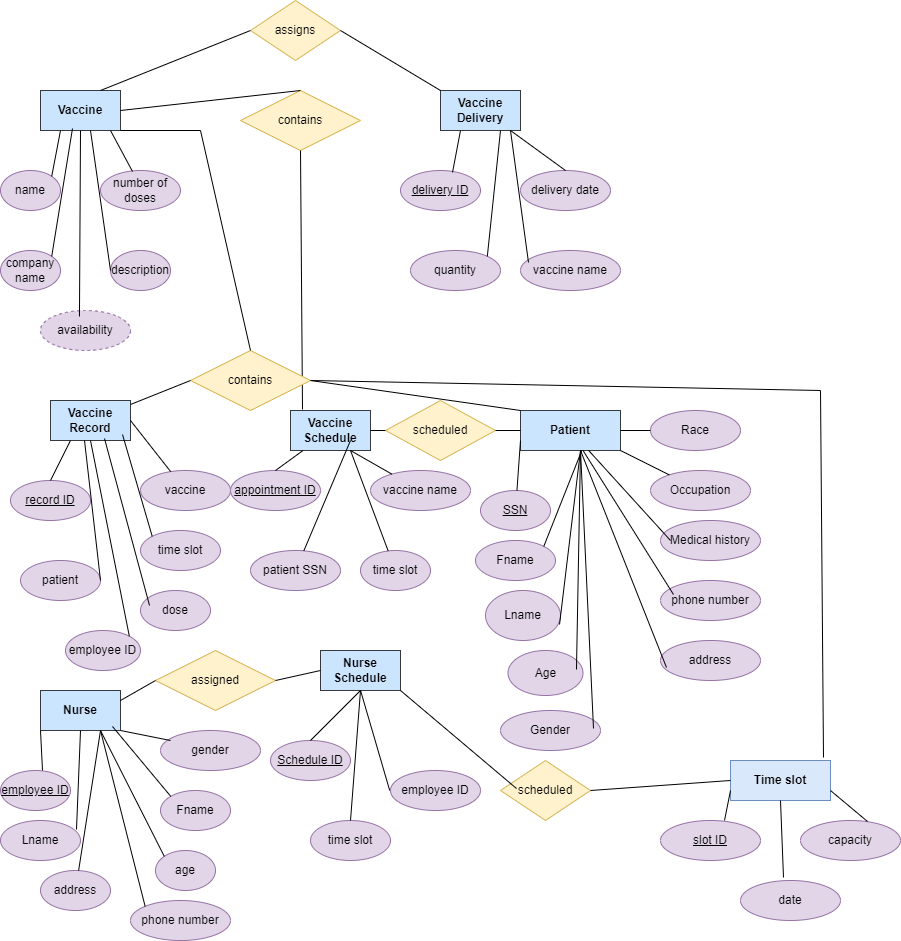 assigns
Vaccine
contains
Vaccine
Delivery
name
number of
doses
delivery ID
delivery date
company
name
description
quantity
vaccine name
availability
contains
Vaccine
Record
Vaccine
Schedule
scheduled
Patient
Race
record ID
vaccine
appointment ID
vaccine name
SSN
Occupation
time slot
Medical history
patient
patient SSN
time slot
Fname
dose
Lname
phone number
employee ID
Age
address
Nurse
Schedule
assigned
Nurse
gender
Gender
Schedule ID
employee ID
employee ID
scheduled
Time slot
Fname
Lname
time slot
slot ID
capacity
address
age
phone number
date